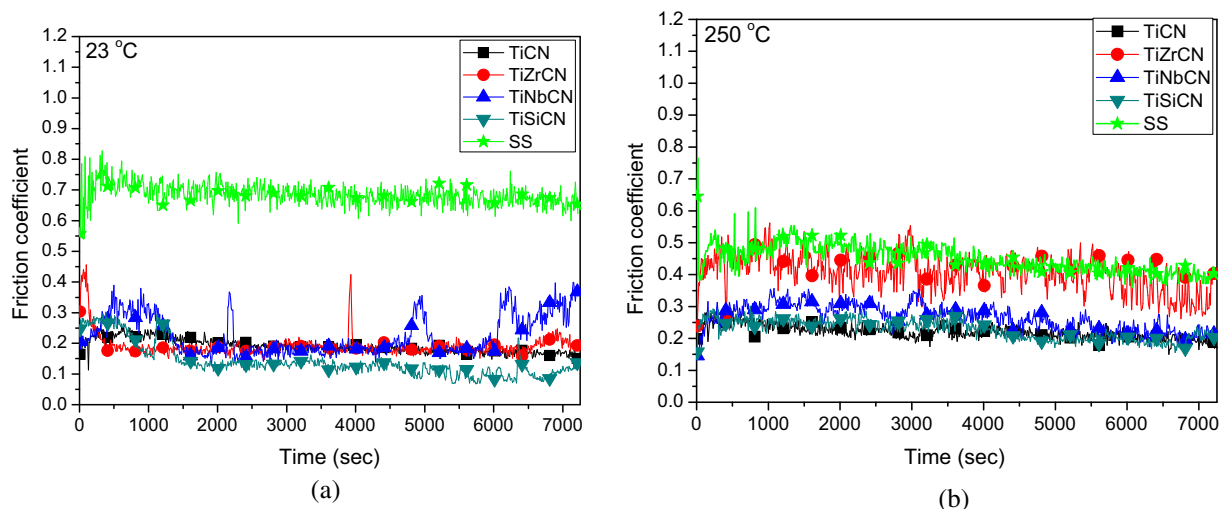 23 °C
TiCN
TiZrCN
TiNbCN
TiSiCN
SS
Friction coefficient
1.2
1.1
1.0
0.9
0.8
0.7
0.6
0.5
0.4
0.3
0.2
0.1
0.0
0 1000 2000 3000 4000 5000 6000 7000
Time (sec)
(a)
250 °C
TiCN
TiZrCN
TiNbCN
TiSiCN
SS
Friction coefficient
1.2
1.1
1.0
0.9
0.8
0.7
0.6
0.5
0.4
0.3
0.2
0.1
0.0
0 1000 2000 3000 4000 5000 6000 7000
Time (sec)
(b)